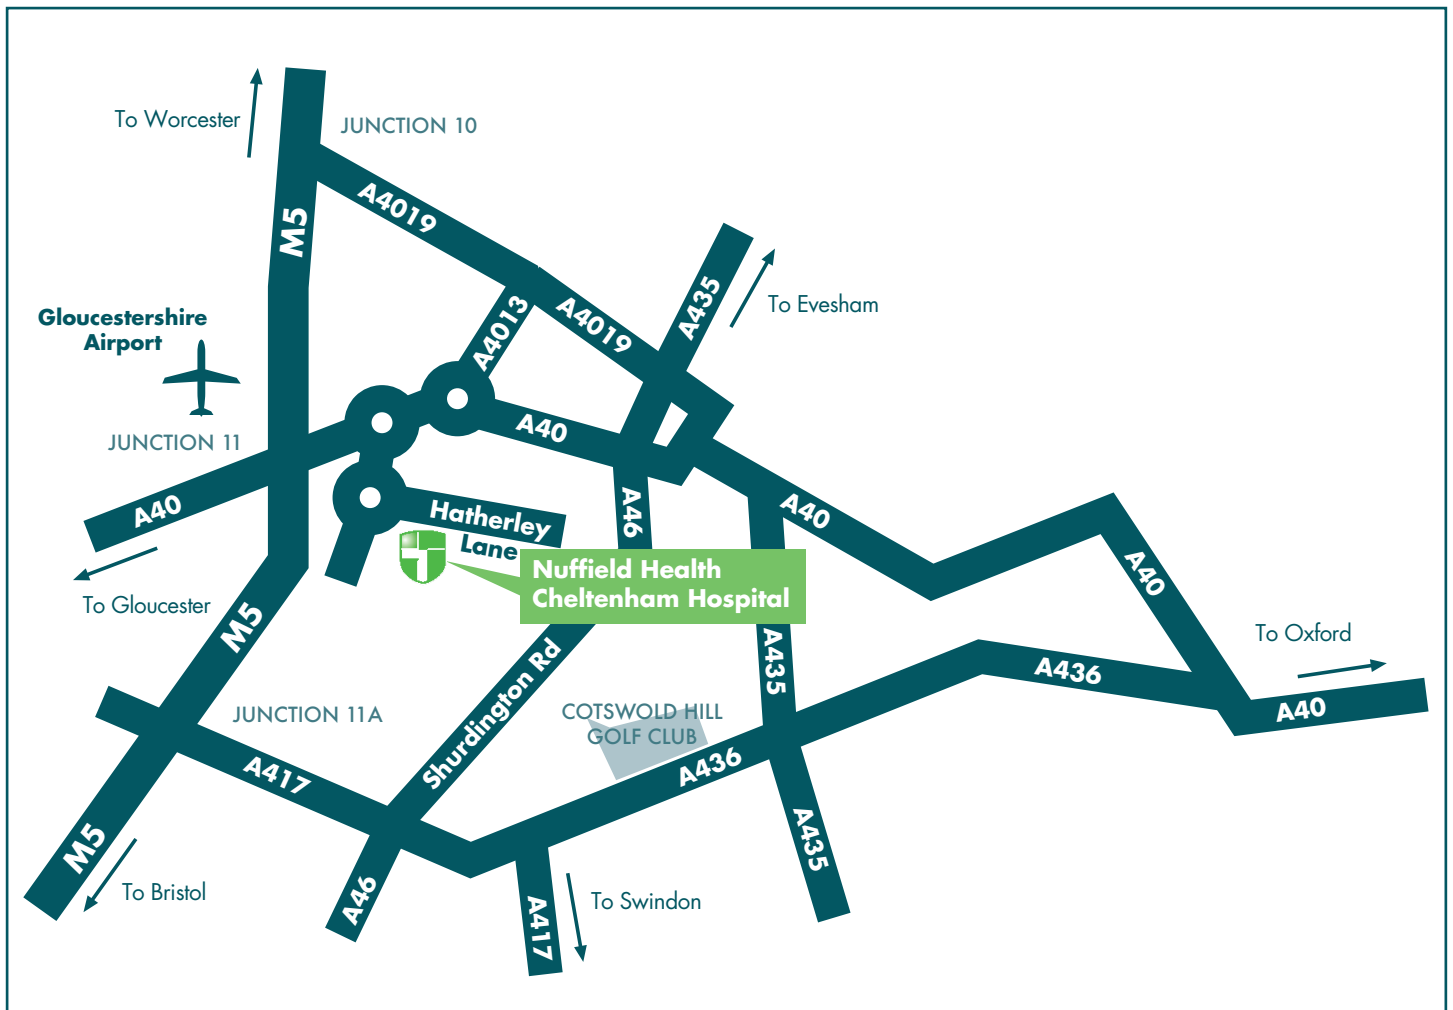 To Worcester
JUNCTION 10
M5
A4019
A435
To Evesham
A4013
A4019
Gloucestershire
Airport
JUNCTION 11
A40
A40
A46
A40
Hatherley
Lane
A40
To Gloucester
Nuffield Health
Cheltenham Hospital
M5
A435
To Oxford
Shurdington Rd
A436
A40
JUNCTION 11A
COTSWOLD HILL
GOLF CLUB
A417
A436
M5
A435
To Bristol
A46
A417
To Swindon